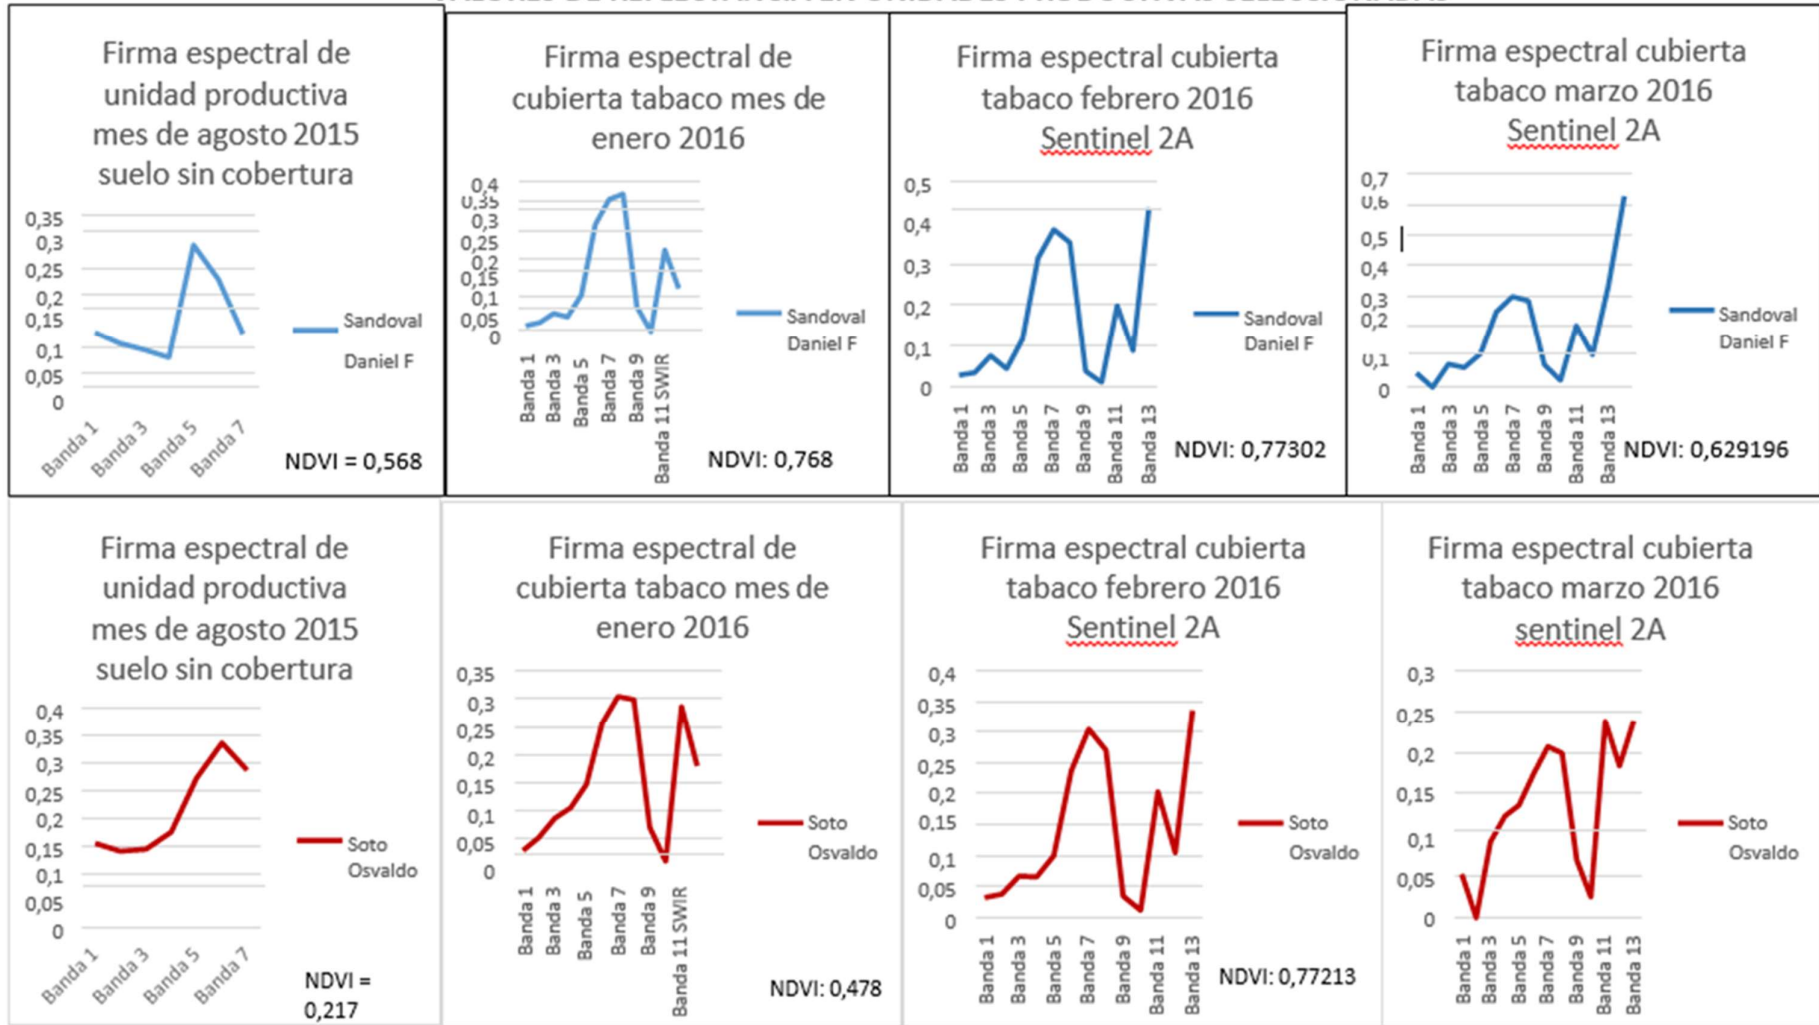 VALORES DE REFLECTANCIA EN UNIDADES PRODUCTIVAS SELECCIONADAS
Firma espectral de
unidad productiva
mes de agosto 2015
suelo sin cobertura
0,35
0,3
0,25
0,2
0,15
0,1
0,05
0
Banda 1
Banda 3
Banda 5
Banda 7
Sandoval
Daniel F
NDVI = 0,568
Firma espectral de
cubierta tabaco mes de
enero 2016
0,4
0,35
0,3
0,25
0,2
0,15
0,1
0,05
0
Banda 1
Banda 3
Banda 5
Banda 7
Banda 9
Banda 11 SWIR
Sandoval
Daniel F
NDVI: 0,768
Firma espectral cubierta
tabaco febrero 2016
Sentinel 2A
0,5
0,4
0,3
0,2
0,1
0
Banda 1
Banda 3
Banda 5
Banda 7
Banda 9
Banda 11
Banda 13
Sandoval
Daniel F
NDVI: 0,77302
Firma espectral cubierta
tabaco marzo 2016
Sentinel 2A
0,7
0,6
0,5
0,4
0,3
0,2
0,1
0
Banda 1
Banda 3
Banda 5
Banda 7
Banda 9
Banda 11
Banda 13
Sandoval
Daniel F
NDVI: 0,629196
Firma espectral de
unidad productiva
mes de agosto 2015
suelo sin cobertura
0,4
0,35
0,3
0,25
0,2
0,15
0,1
0,05
0
Banda 1
Banda 3
Banda 5
Banda 7
Soto
Osvaldo
NDVI =
0,217
Firma espectral de
cubierta tabaco mes de
enero 2016
0,35
0,3
0,25
0,2
0,15
0,1
0,05
0
Banda 1
Banda 3
Banda 5
Banda 7
Banda 9
Banda 11 SWIR
Soto
Osvaldo
NDVI: 0,478
Firma espectral cubierta
tabaco febrero 2016
Sentinel 2A
0,4
0,35
0,3
0,25
0,2
0,15
0,1
0,05
0
Banda 1
Banda 3
Banda 5
Banda 7
Banda 9
Banda 11
Banda 13
Soto
Osvaldo
NDVI: 0,77213
Firma espectral cubierta
tabaco marzo 2016
sentinel 2A
0,3
0,25
0,2
0,15
0,1
0,05
0
Banda 1
Banda 3
Banda 5
Banda 7
Banda 9
Banda 11
Banda 13
Soto
Osvaldo